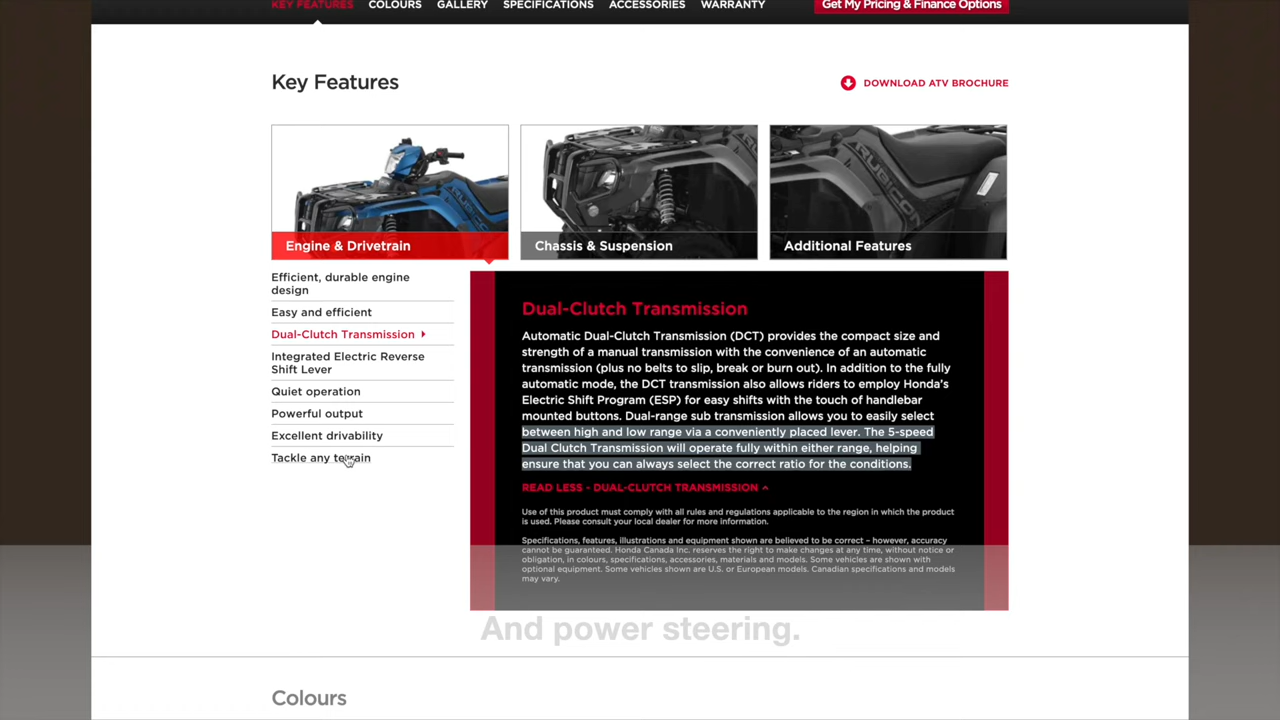 KEY FEATURES COLOURS GALLERY SPECIFICATIONS ACCESSORIES WARRANTY Get My Pricing & Finance Options
Key Features
DOWNLOAD ATV BROCHURE
RUBICON
RUBICON
Engine & Drivetrain
Chassis & Suspension
Additional Features
Efficient, durable engine
design
Easy and efficient
Dual-Clutch Transmission
Integrated Electric Reverse
Shift Lever
Quiet operation
Powerful output
Excellent drivability
Tackle any terrain
Dual-Clutch Transmission
Automatic Dual-Clutch Transmission (DCT) provides the compact size and
strength of a manual transmission with the convenience of an automatic
transmission (plus no belts to slip, break or burn out). In addition to the fully
automatic mode, the DCT transmission also allows riders to employ Honda's
Electric Shift Program (ESP) for easy shifts with the touch of handlebar
mounted buttons. Dual-range sub transmission allows you to easily select
between high and low range via a conveniently placed lever. The 5-speed
Dual Clutch Transmission will operate fully within either range, helping
ensure that you can always select the correct ratio for the conditions.
READ LESS - DUAL-CLUTCH TRANSMISSION
Use of this product must comply with all rules and regulations applicable to the region in which the product
is used. Please consult your local dealer for more information.
Specifications, features, illustrations and equipment shown are believed to be correct – however, accuracy
cannot be guaranteed. Honda Canada Inc. reserves the right to make changes at any time, without notice or
obligation, in colours, specifications, accessories, materials and models. Some vehicles are shown with
optional equipment. Some vehicles shown are U.S. or European models. Canadian specifications and models
may vary.
And power steering.
Colours